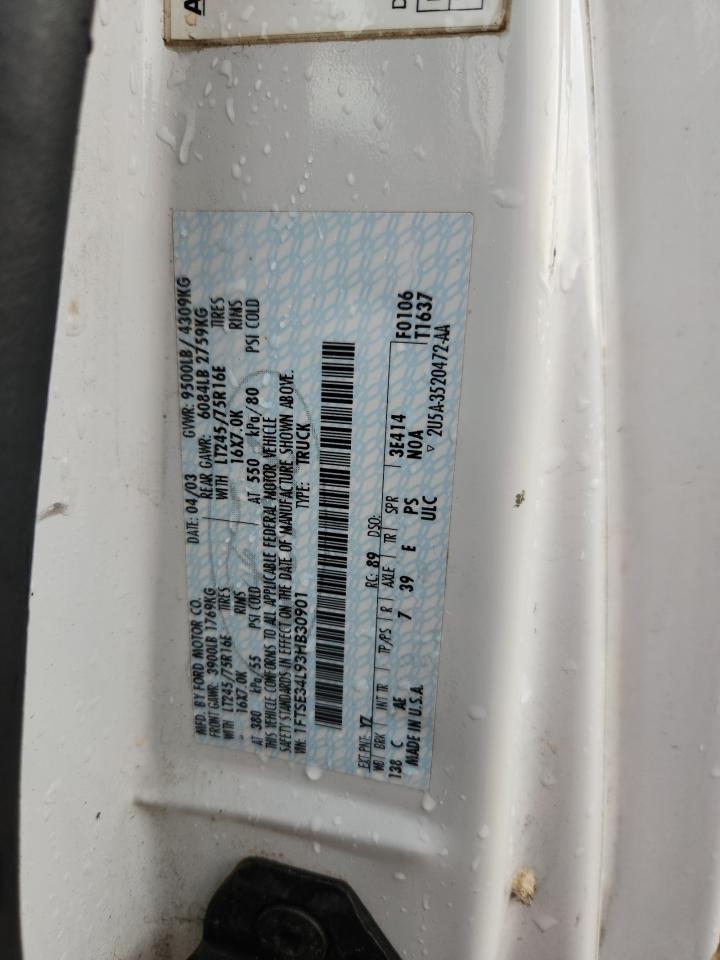 MFD. BY FORD MOTOR CO.
DATE: 04/03 GVWR: 9500LB/ 4309KG
FRONT GAWR: 3900LB 1769KG REAR GAWR: 6084LB 2759KG
WITH LT245/75R16E TIRES WITH LT245/75R16E TIRES
16X7.0K RIMS 16X7.0K RIMS
AT 380 kPa/55 PSI COLD AT 550 kPa/80 PSI COLD
THIS VEHICLE CONFORMS TO ALL APPLICABLE FEDERAL MOTOR VEHICLE
SAFETY STANDARDS IN EFFECT ON THE DATE OF MANUFACTURE SHOWN ABOVE.
VIN: 1FTSE34L93HB30901 TYPE: TRUCK
EXT PNT: YZ RC: 89 DSO: F0106
WB BRK INT TR TP/PS R AXLE TR SPR 3E414 T1637
138 C AE 7 39 E PS N0A
MADE IN U.S.A. ULC ▽ 2U5A-3520472-AA